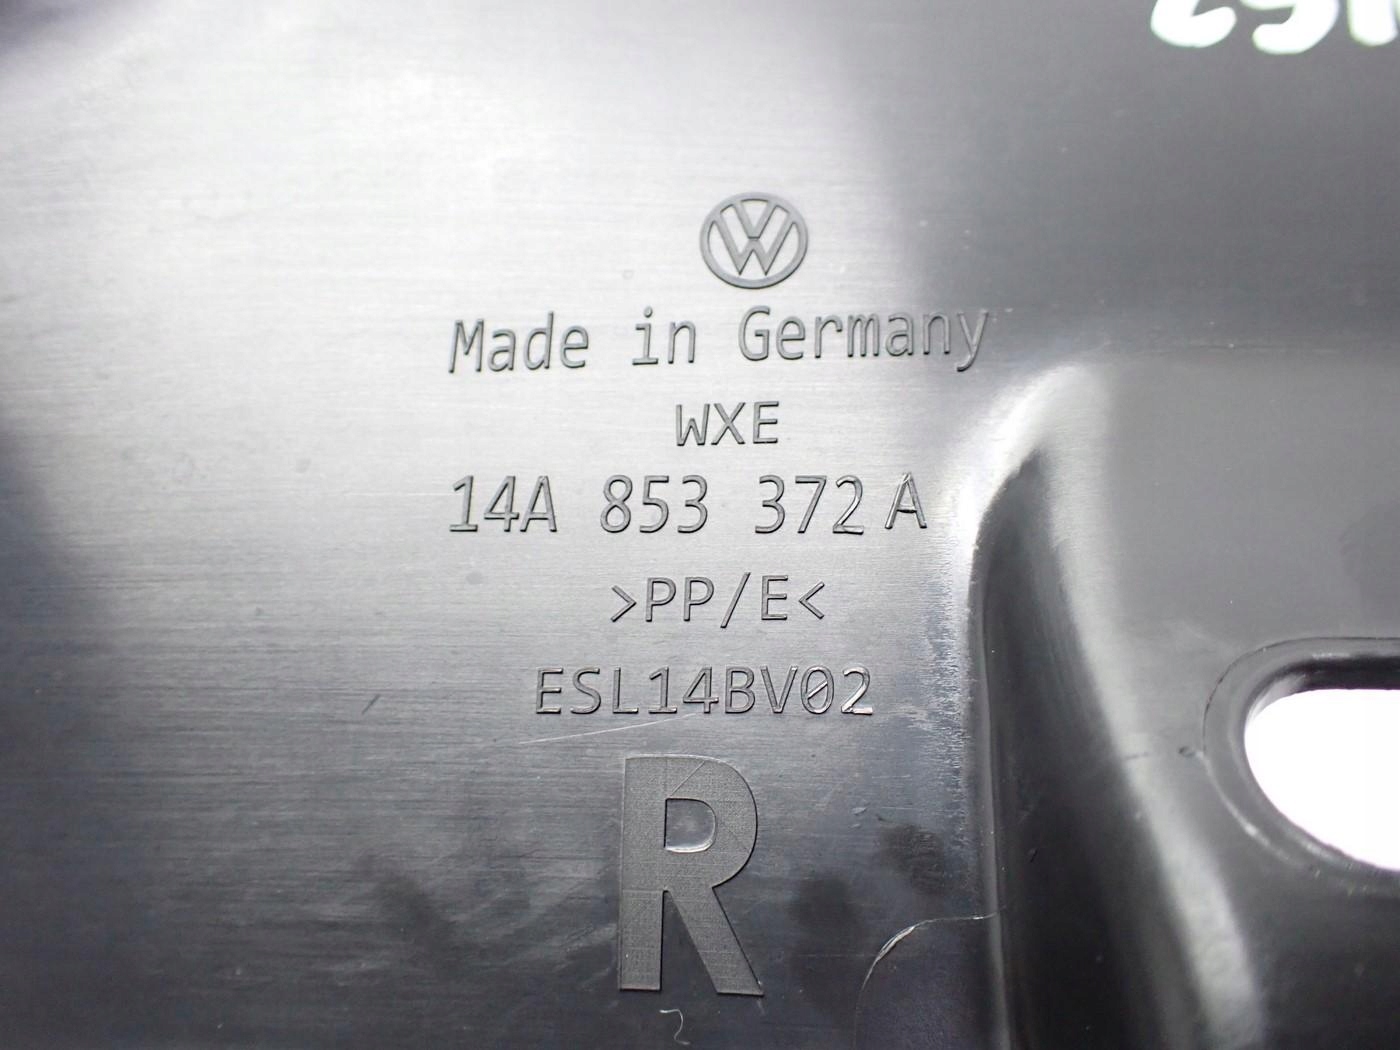 Made in Germany
WXE
14A 853 372 A
>PP/E<
ESL14BV02
R